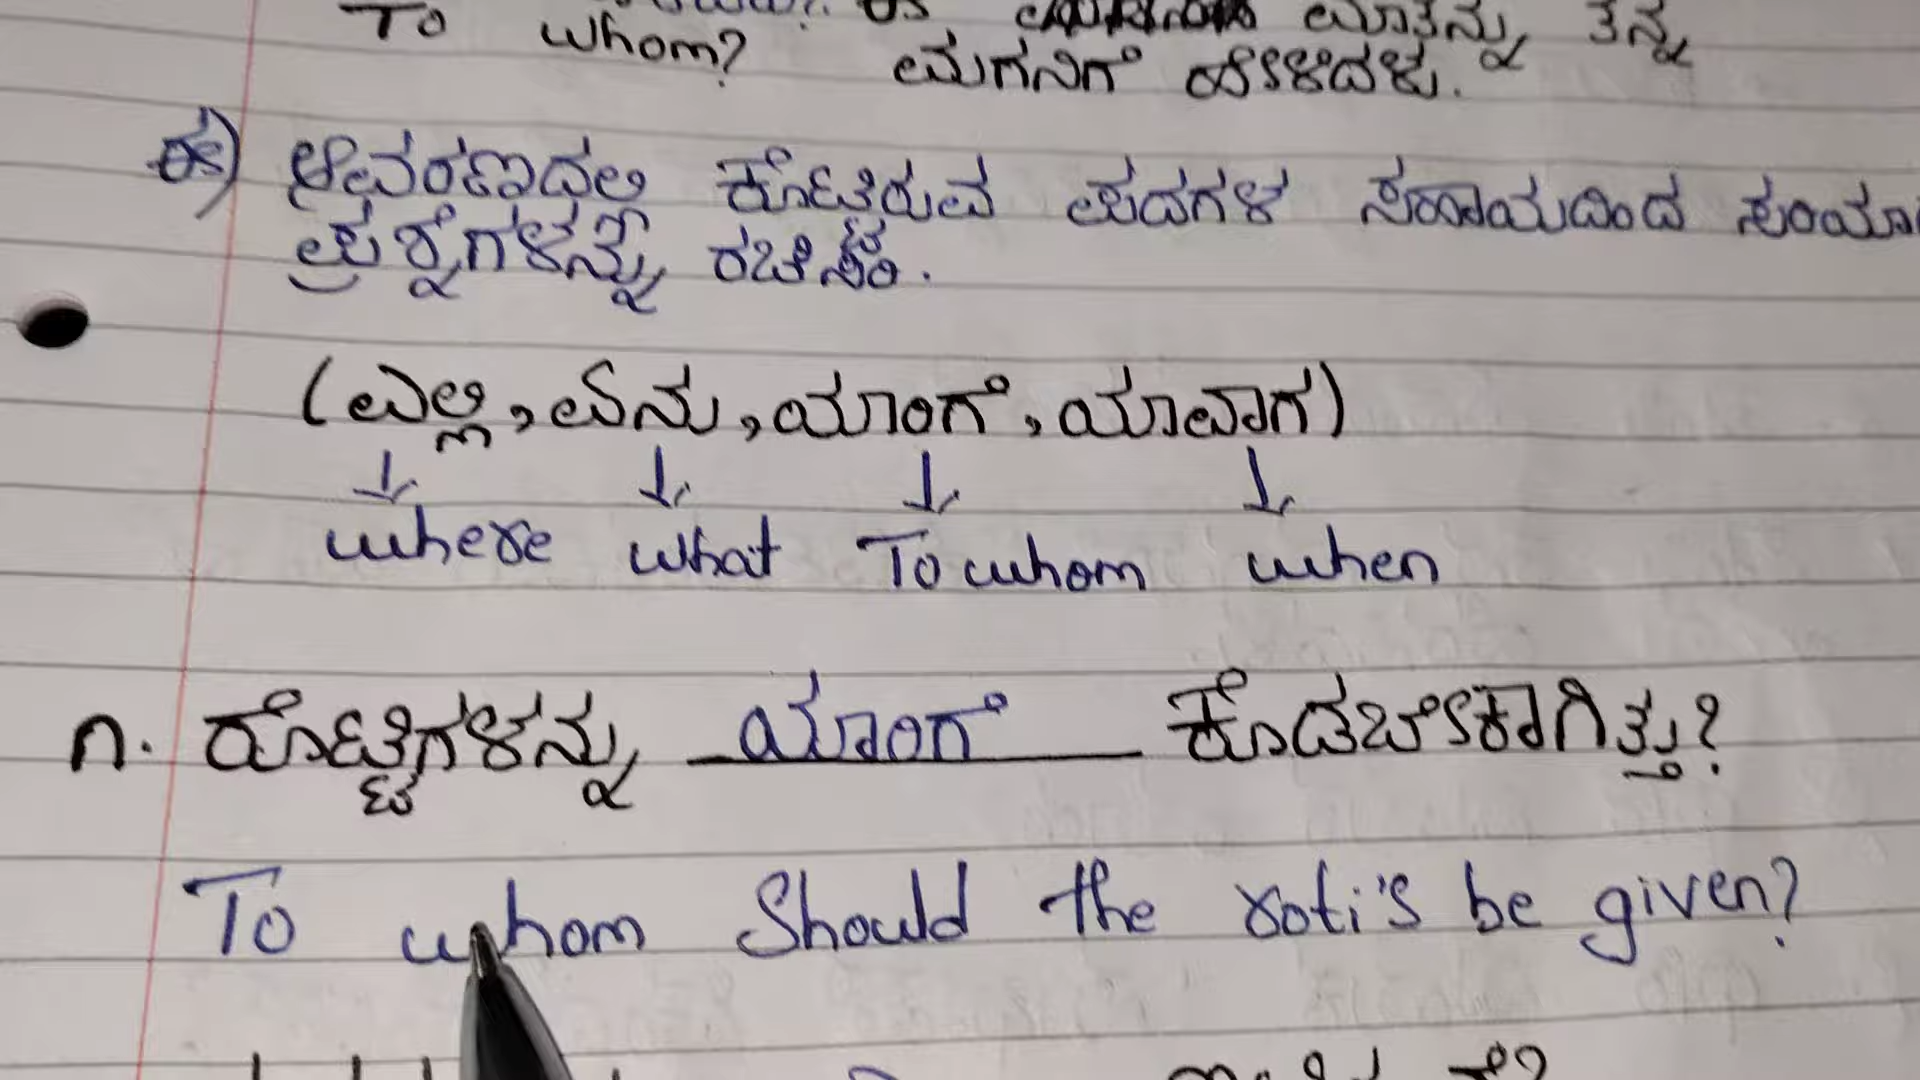 To whom? ಮಾತನ್ನು ತನ್ನ
ಮಗನಿಗೆ ಹೇಳಿದಳು.
ಈ) ಆವರಣದಲ್ಲಿ ಕೊಟ್ಟಿರುವ ಪದಗಳ ಸಹಾಯದಿಂದ
ಪ್ರಶ್ನೆಗಳನ್ನು ರಚಿಸಿರಿ.
(ಎಲ್ಲಿ, ಏನು, ಯಾರಿಗೆ, ಯಾವಾಗ)
where what To whom when
೧. ರೊಟ್ಟಿಗಳನ್ನು ಯಾರಿಗೆ ಕೊಡಬೇಕಾಗಿತ್ತು?
To whom Should the roti's be given?